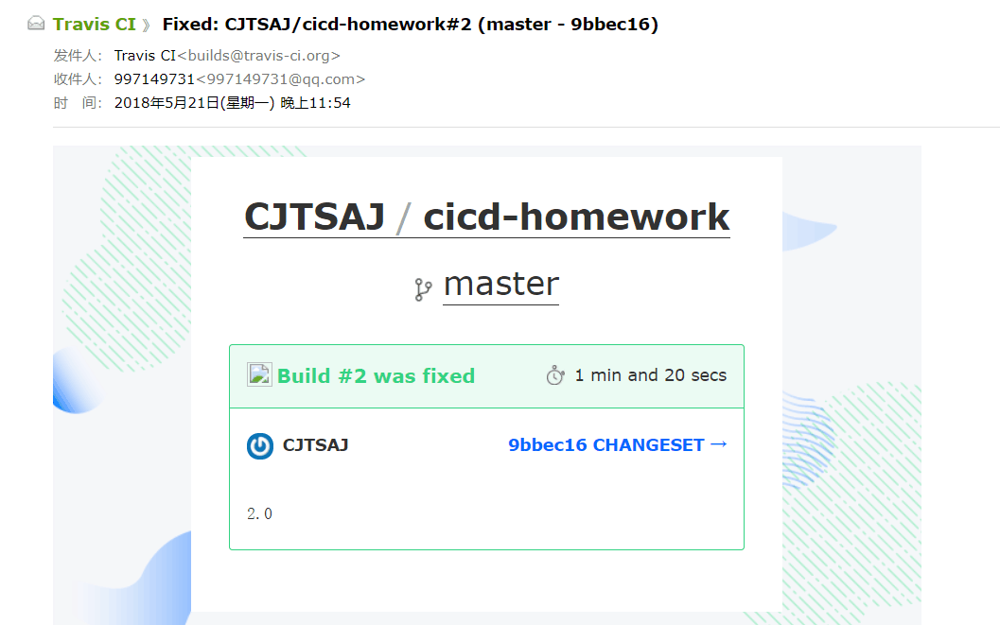 Travis CI 》 Fixed: CJTSAJ/cicd-homework#2 (master - 9bbec16)
发件人： Travis CI<builds@travis-ci.org>
收件人： 997149731<997149731@qq.com>
时 间： 2018年5月21日(星期一) 晚上11:54
CJTSAJ / cicd-homework
master
Build #2 was fixed 1 min and 20 secs
CJTSAJ 9bbec16 CHANGESET →
2.0